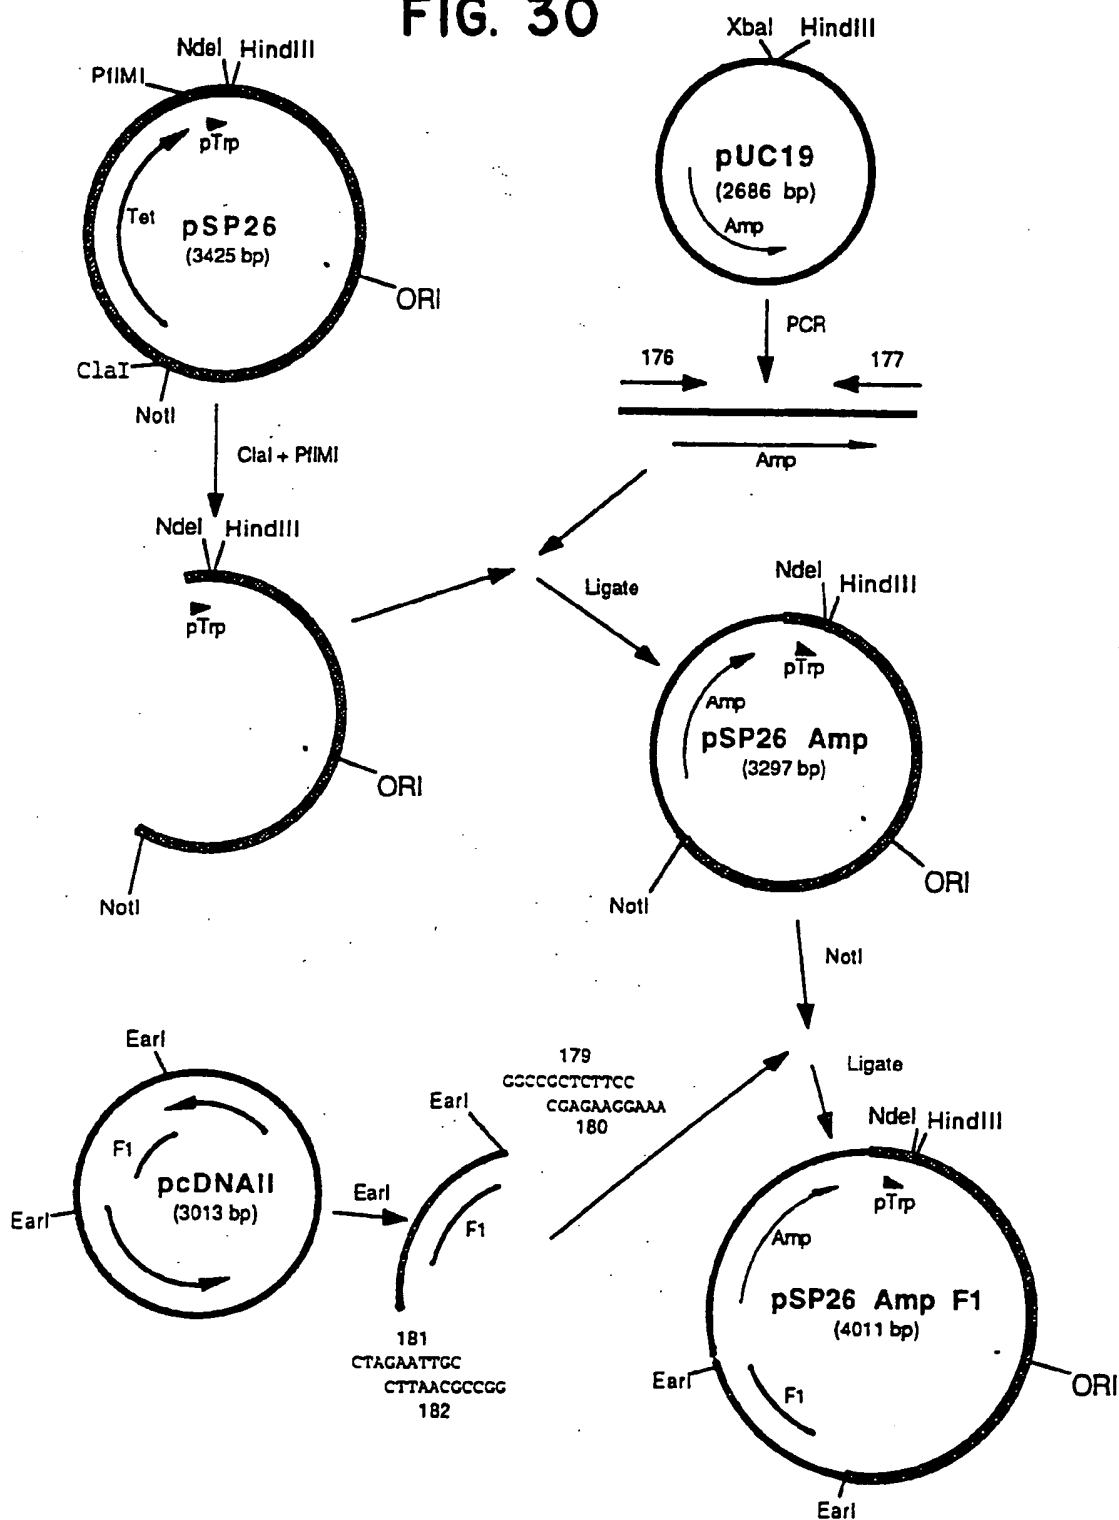 FIG. 30
NdeI HindIII
PflMI
pTrp
Tet
pSP26
(3425 bp)
ORI
ClaI
NotI
ClaI + PflMI
XbaI HindIII
pUC19
(2686 bp)
Amp
PCR
176
177
Amp
NdeI HindIII
pTrp
ORI
NotI
Ligate
NdeI
HindIII
pTrp
Amp
pSP26 Amp
(3297 bp)
ORI
NotI
NotI
EarI
F1
pcDNAII
(3013 bp)
EarI
EarI
179
GGCCGCTCTTCC
CGAGAAGGAAA
180
EarI
F1
181
CTAGAATTGC
CTTAACGCCGG
182
Ligate
NdeI HindIII
pTrp
Amp
pSP26 Amp F1
(4011 bp)
EarI
F1
ORI
EarI